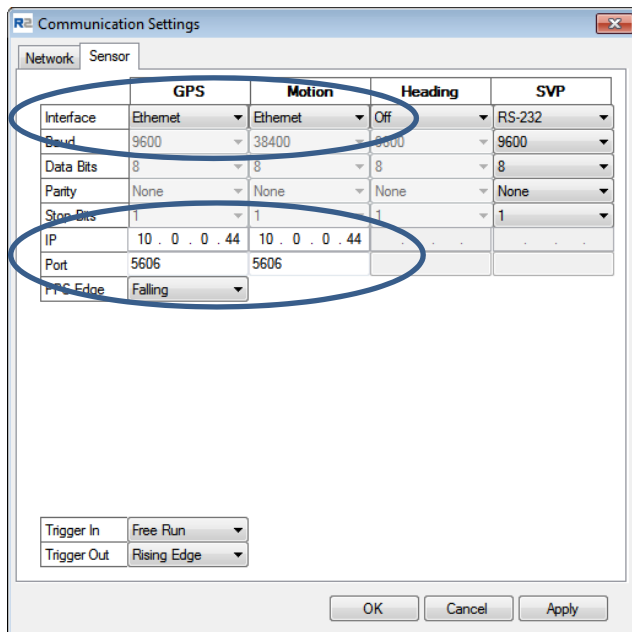 R2 Communication Settings
Network Sensor
GPS Motion Heading SVP
Interface Ethernet Ethernet Off RS-232
Baud 9600 38400 9600 9600
Data Bits 8 8 8 8
Parity None None None None
Stop Bits 1 1 1 1
IP 10 . 0 . 0 . 44 10 . 0 . 0 . 44 . . . . . .
Port 5606 5606
PPS Edge Falling
Trigger In Free Run
Trigger Out Rising Edge
OK Cancel Apply